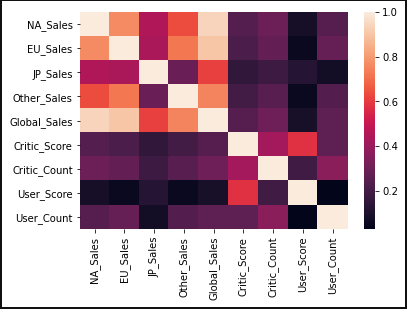 NA_Sales
EU_Sales
JP_Sales
Other_Sales
Global_Sales
Critic_Score
Critic_Count
User_Score
User_Count
NA_Sales
EU_Sales
JP_Sales
Other_Sales
Global_Sales
Critic_Score
Critic_Count
User_Score
User_Count
1.0
0.8
0.6
0.4
0.2